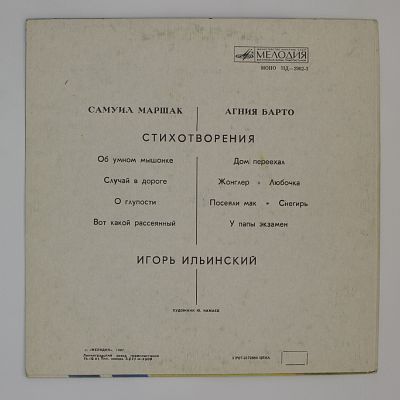 МЕЛОДИЯ
МОНО
САМУИЛ МАРШАК
АГНИЯ БАРТО
СТИХОТВОРЕНИЯ
Об умном мышонке
Случай в дороге
О глупости
Вот какой рассеянный
Дом переехал
Жонглер • Любочка
Посеяли мак • Снегирь
У папы экзамен
ИГОРЬ ИЛЬИНСКИЙ